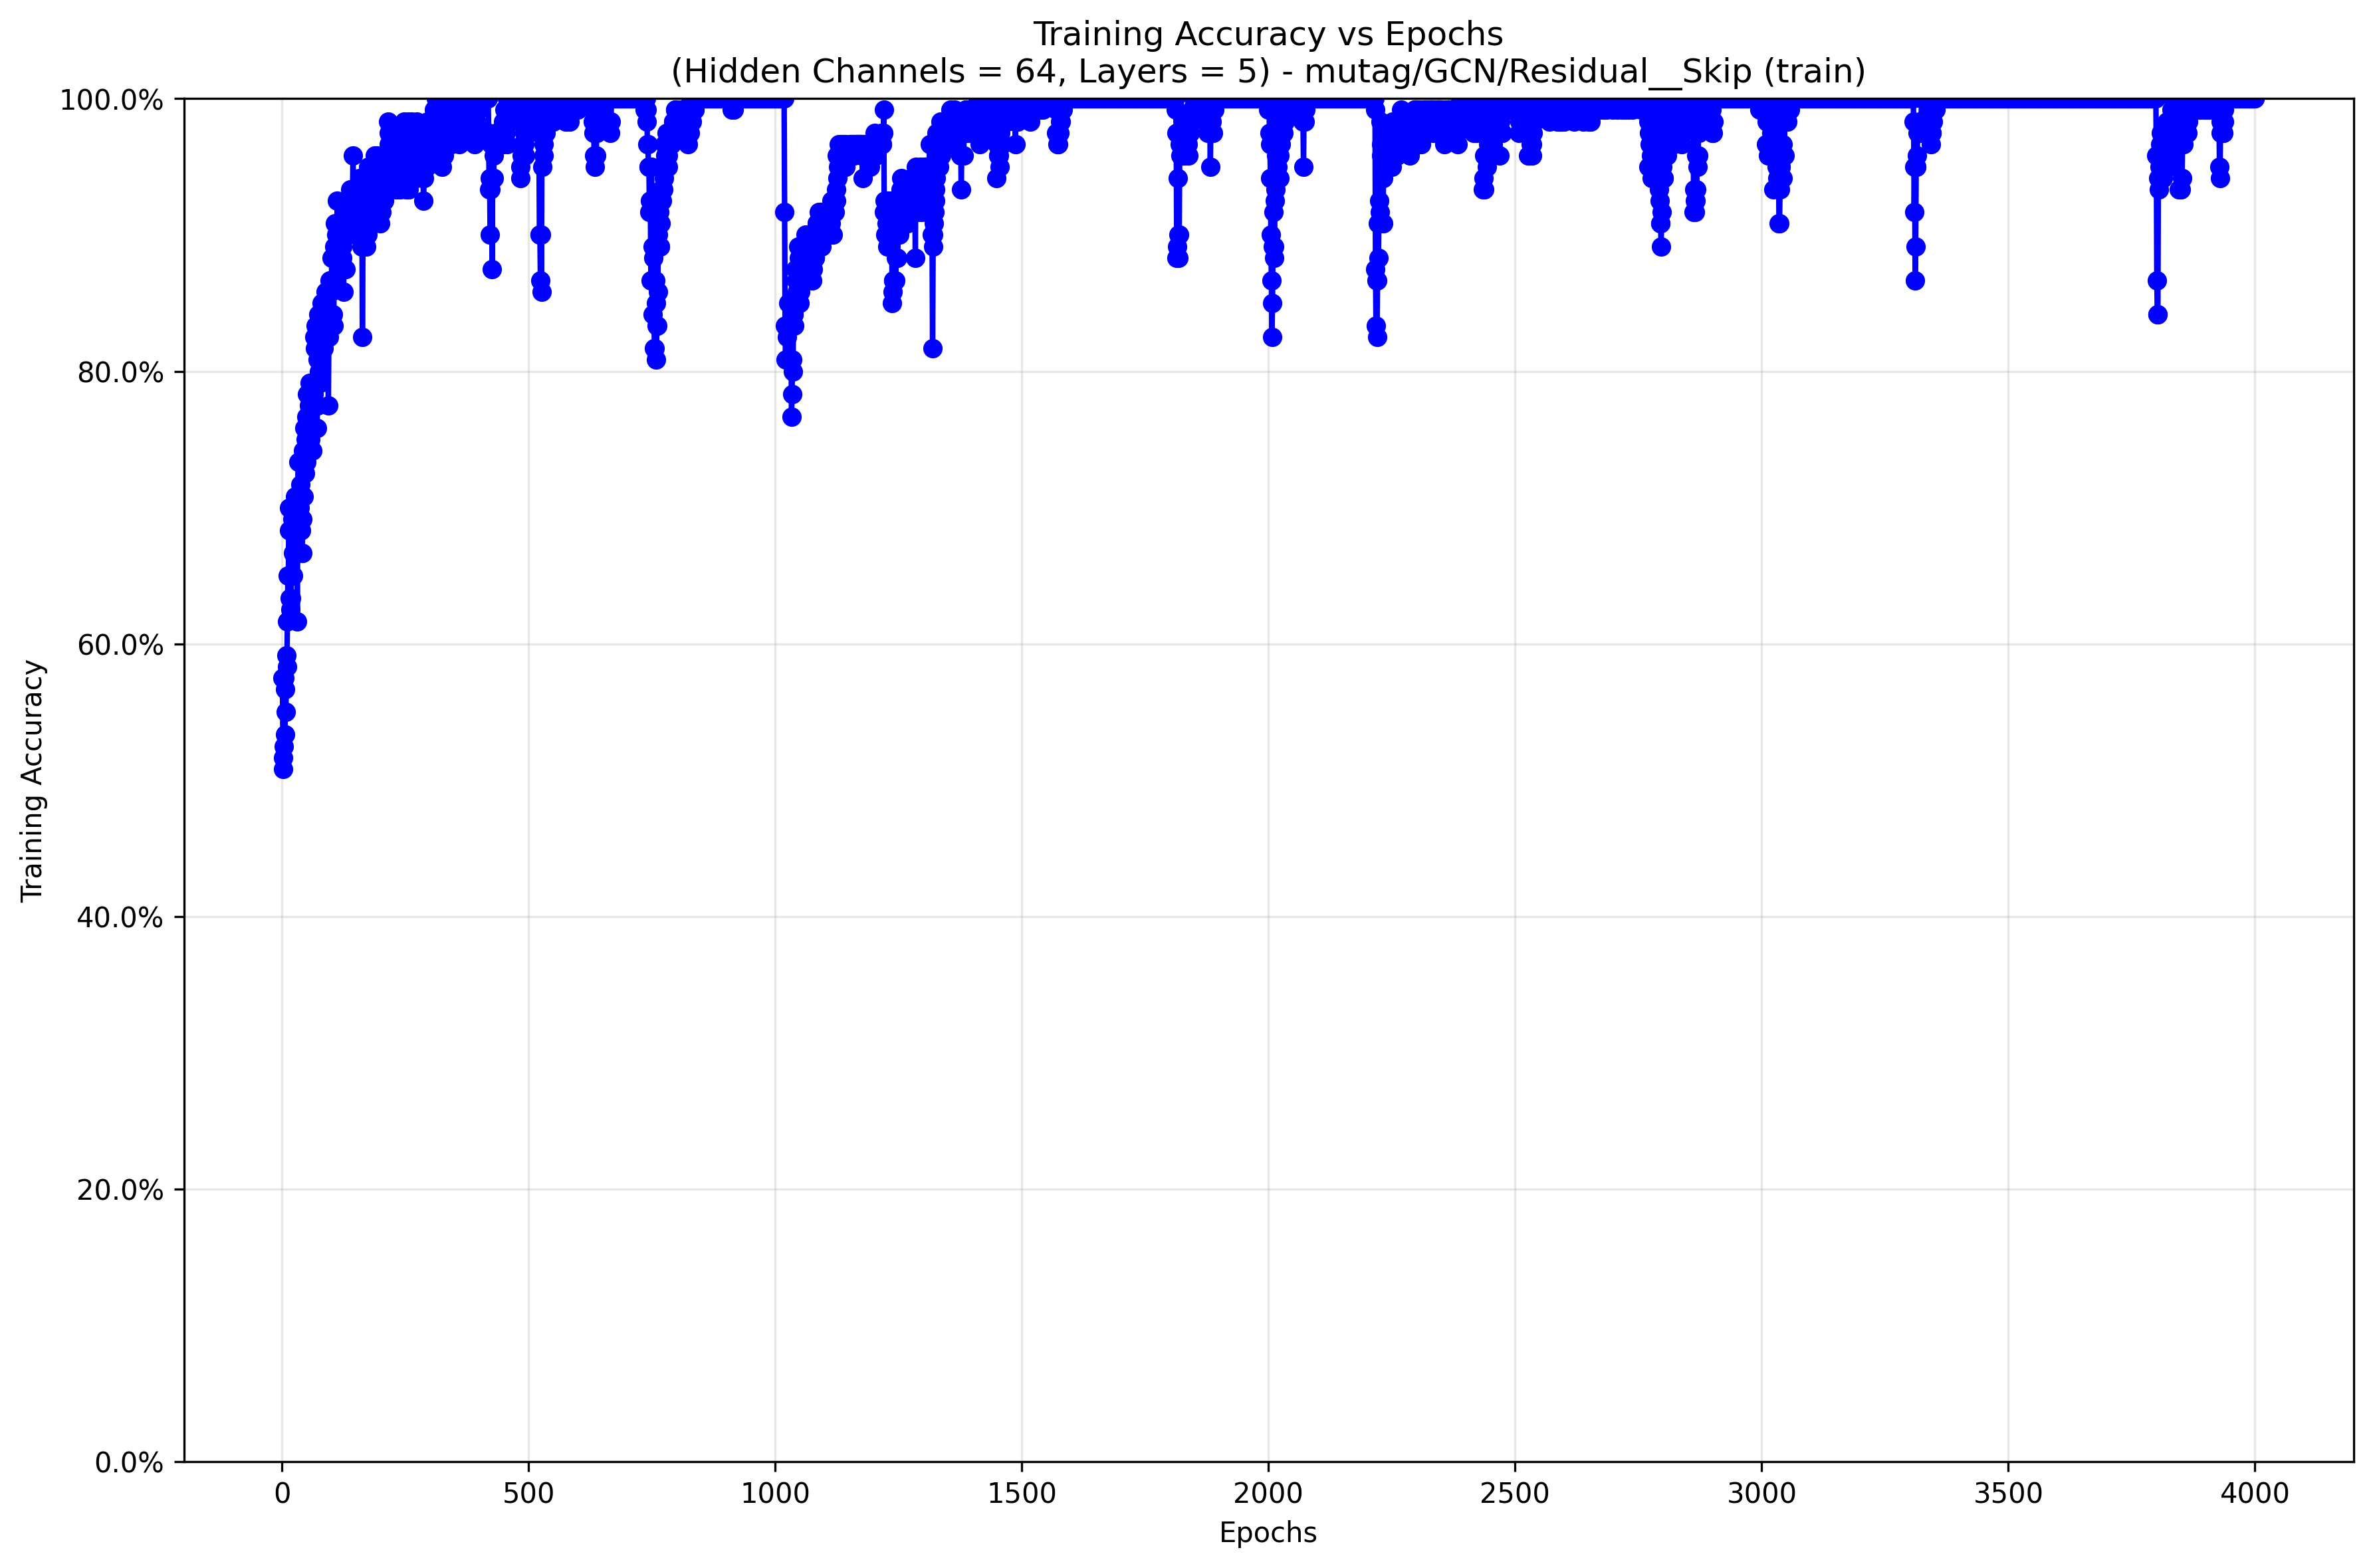 Training Accuracy vs Epochs
(Hidden Channels = 64, Layers = 5) - mutag/GCN/Residual__Skip (train)
100.0%
80.0%
60.0%
40.0%
20.0%
0.0%
Training Accuracy
0 500 1000 1500 2000 2500 3000 3500 4000
Epochs